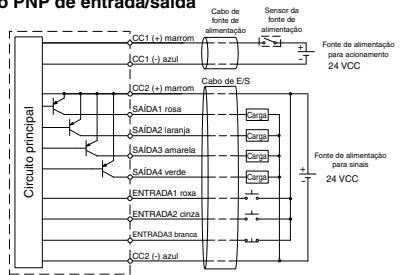 o PNP de entrada/saída
Cabo de
fonte de
alimentação
Sensor da
fonte de
alimentação
CC1 (+) marrom
CC1 (-) azul
Fonte de alimentação
para acionamento
24 VCC
CC2 (+) marrom
Cabo de E/S
SAÍDA1 rosa
Carga
SAÍDA2 laranja
Carga
SAÍDA3 amarela
Carga
SAÍDA4 verde
Carga
Circuito principal
Fonte de alimentação
para sinais
24 VCC
ENTRADA1 roxa
ENTRADA2 cinza
ENTRADA3 branca
CC2 (-) azul